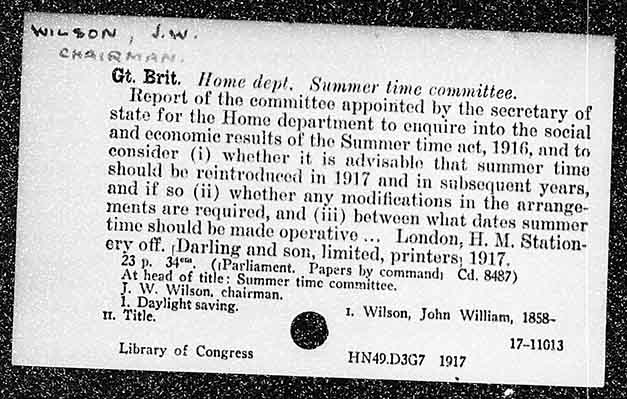 WILSON, J.W.
CHAIRMAN.
Gt. Brit. Home dept. Summer time committee.
Report of the committee appointed by the secretary of
state for the Home department to enquire into the social
and economic results of the Summer time act, 1916, and to
consider (i) whether it is advisable that summer time
should be reintroduced in 1917 and in subsequent years,
and if so (ii) whether any modifications in the arrange-
ments are required, and (iii) between what dates summer
time should be made operative ... London, H. M. Station-
ery off. [Darling and son, limited, printers] 1917.
23 p. 34cm. ([Parliament. Papers by command] Cd. 8487)
At head of title: Summer time committee.
J. W. Wilson, chairman.
1. Daylight saving. I. Wilson, John William, 1858-
II. Title.
17-11013
Library of Congress HN49.D3G7 1917